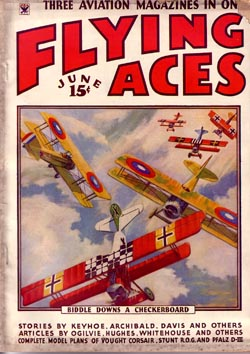 THREE AVIATION MAGAZINES IN ON
FLYING
JUNE
15¢
ACES
BIDDLE DOWNS A CHECKERBOARD
STORIES BY KEYHOE, ARCHIBALD, DAVIS AND OTHERS
ARTICLES BY OGILVIE, HUGHES, WHITEHOUSE AND OTHERS
COMPLETE MODEL PLANS OF VOUGHT CORSAIR, STUNT R.O.G. AND PFALZ D-III